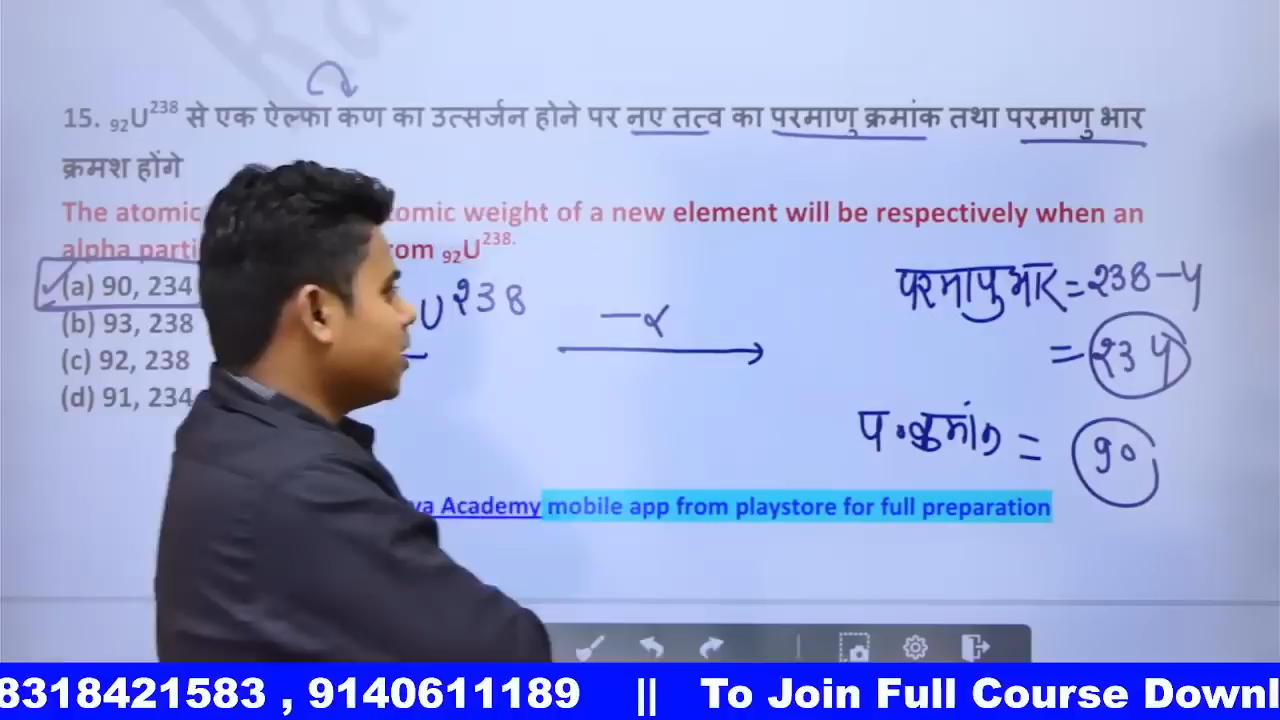 15. ₉₂U²³⁸ से एक ऐल्फा कण का उत्सर्जन होने पर नए तत्व का परमाणु क्रमांक तथा परमाणु भार
क्रमश होंगे
The atomic omic weight of a new element will be respectively when an
alpha parti rom ₉₂U²³⁸·
(a) 90, 234
(b) 93, 238
(c) 92, 238
(d) 91, 234
U²³⁸
—α
परमाणु भार = 238 – 4
= 234
प. क्रमांक = 90
va Academy mobile app from playstore for full preparation
8318421583 , 9140611189 || To Join Full Course Downl